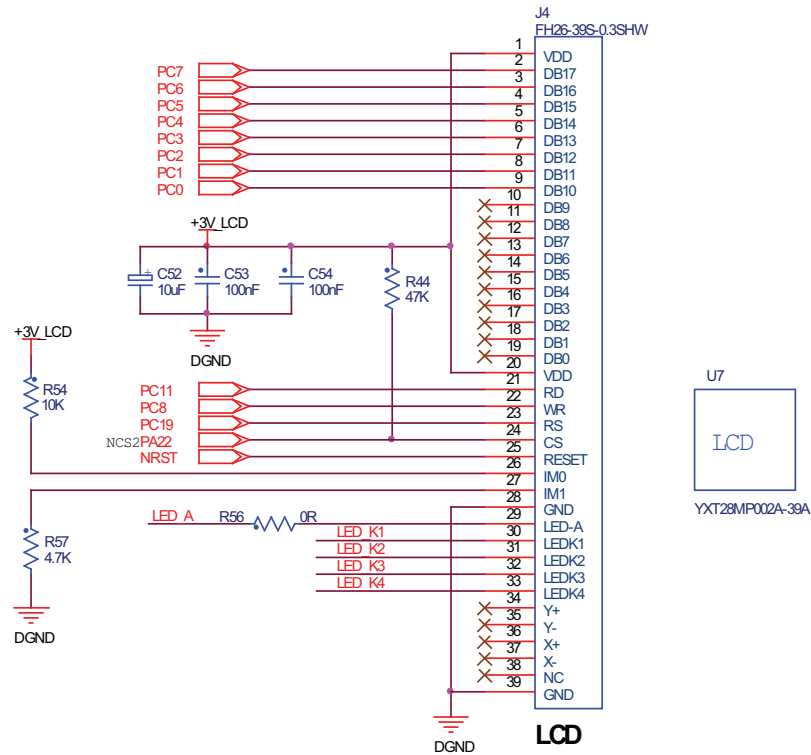 J4
FH26-39S-0.3SHW
1 VDD
PC7 2 DB17
PC6 3 DB16
PC5 4 DB15
PC4 5 DB14
PC3 6 DB13
PC2 7 DB12
PC1 8 DB11
PC0 9 DB10
10 DB9
11 DB8
12 DB7
13 DB6
14 DB5
15 DB4
16 DB3
17 DB2
18 DB1
19 DB0
20 VDD
+3V_LCD
C52
10uF
C53
100nF
C54
100nF
R44
47K
DGND
+3V_LCD
R54
10K
PC11 21 RD
PC8 22 WR
PC19 23 RS
NCS2 PA22 24 CS
NRST 25 RESET
26 IM0
27 IM1
28 GND
LED_A R56 0R 29 LED-A
LED_K1 30 LEDK1
LED_K2 31 LEDK2
LED_K3 32 LEDK3
LED_K4 33 LEDK4
34 Y+
35 Y-
36 X+
37 X-
38 NC
39 GND
R57
4.7K
DGND
DGND
LCD
U7
LCD
YXT28MP002A-39A